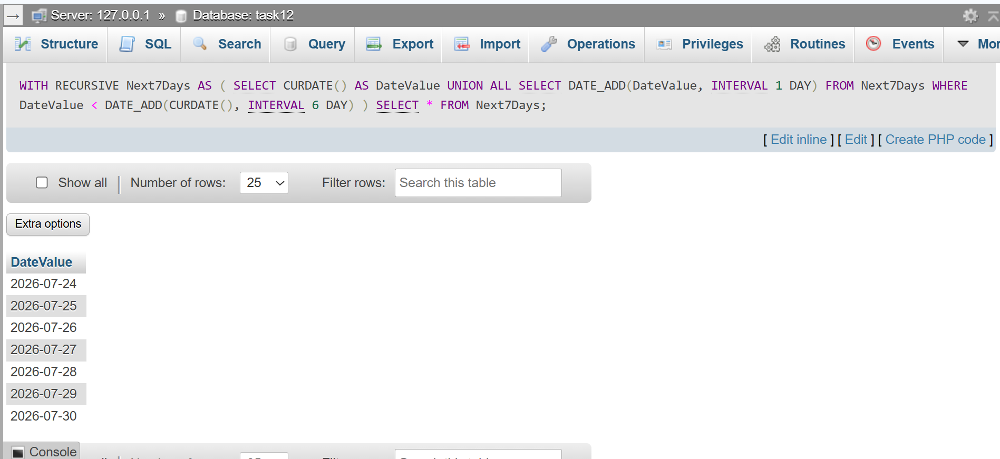 Server: 127.0.0.1 » Database: task12
Structure SQL Search Query Export Import Operations Privileges Routines Events Mor
WITH RECURSIVE Next7Days AS ( SELECT CURDATE() AS DateValue UNION ALL SELECT DATE_ADD(DateValue, INTERVAL 1 DAY) FROM Next7Days WHERE
DateValue < DATE_ADD(CURDATE(), INTERVAL 6 DAY) ) SELECT * FROM Next7Days;
[ Edit inline ] [ Edit ] [ Create PHP code ]
Show all | Number of rows: 25 Filter rows: Search this table
Extra options
DateValue
2026-07-24
2026-07-25
2026-07-26
2026-07-27
2026-07-28
2026-07-29
2026-07-30
Console